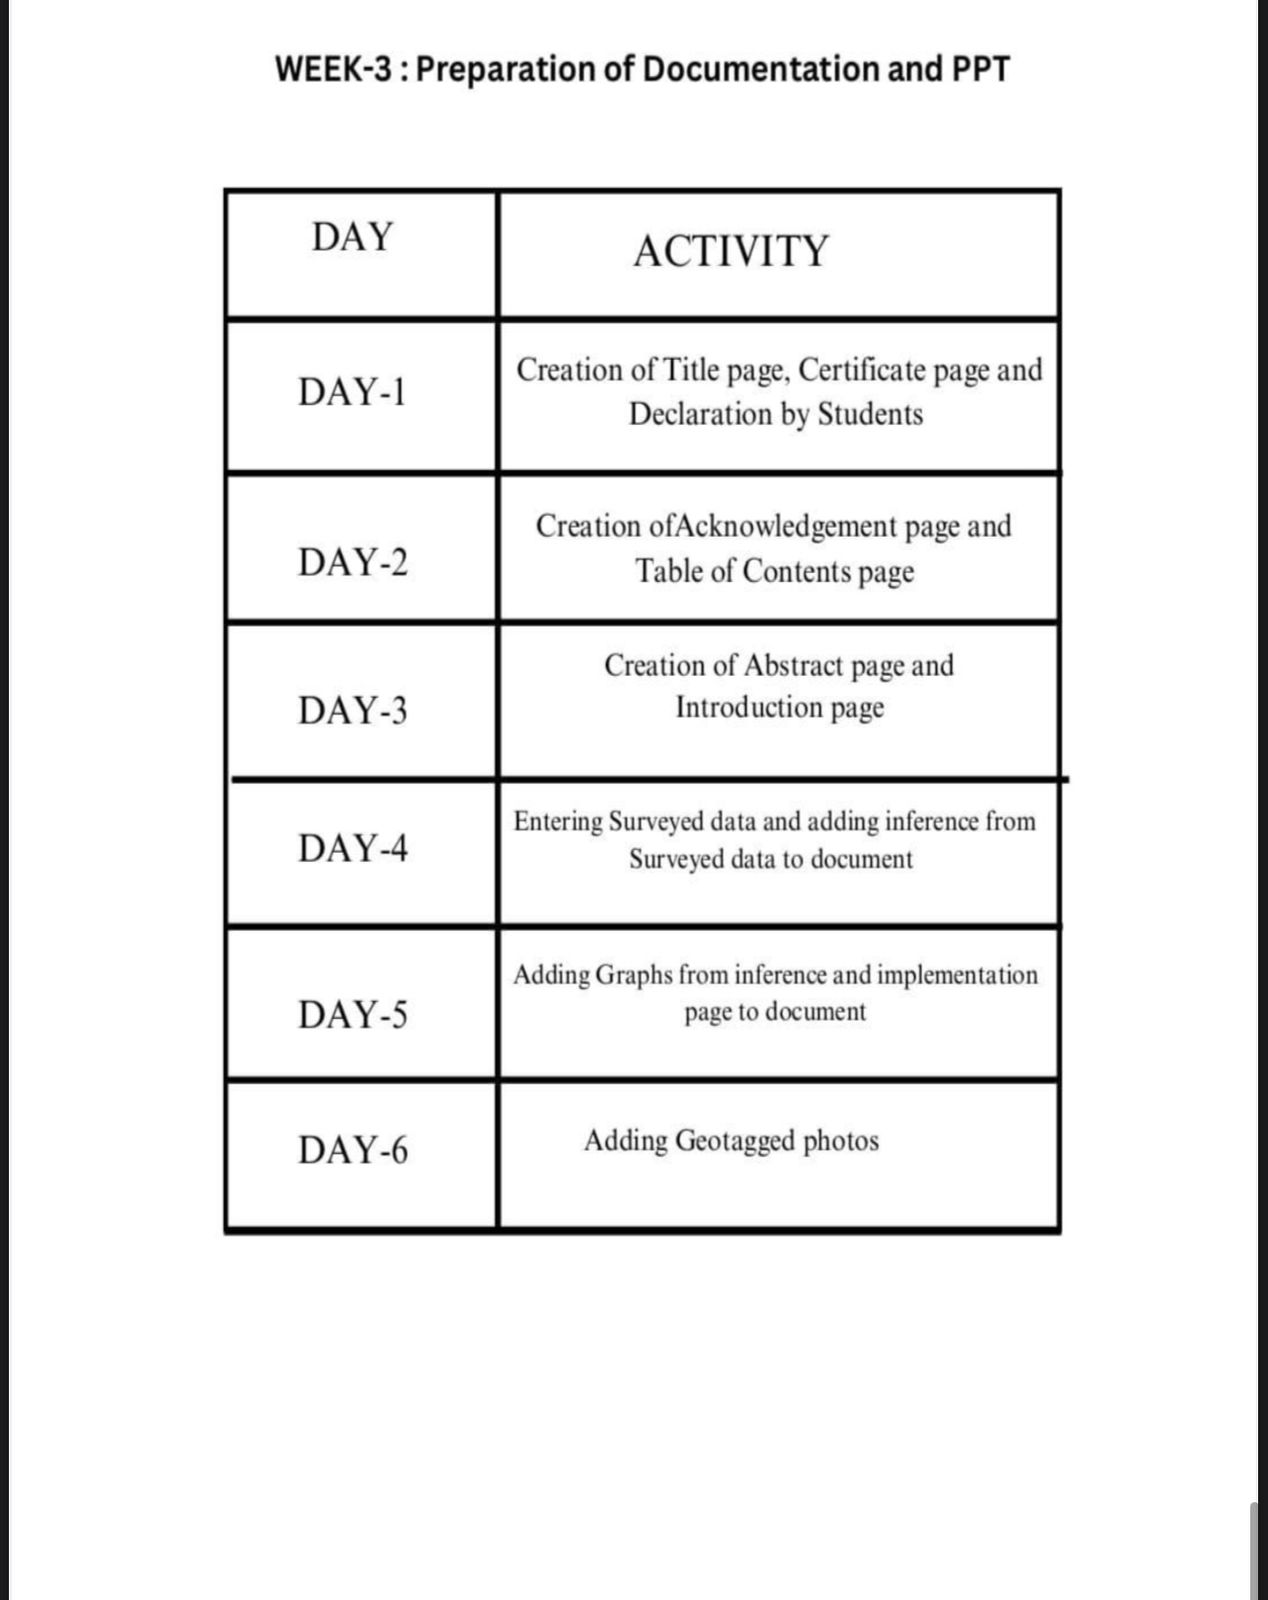 WEEK-3 : Preparation of Documentation and PPT
DAY
ACTIVITY
DAY-1
Creation of Title page, Certificate page and
Declaration by Students
DAY-2
Creation ofAcknowledgement page and
Table of Contents page
DAY-3
Creation of Abstract page and
Introduction page
DAY-4
Entering Surveyed data and adding inference from
Surveyed data to document
DAY-5
Adding Graphs from inference and implementation
page to document
DAY-6
Adding Geotagged photos